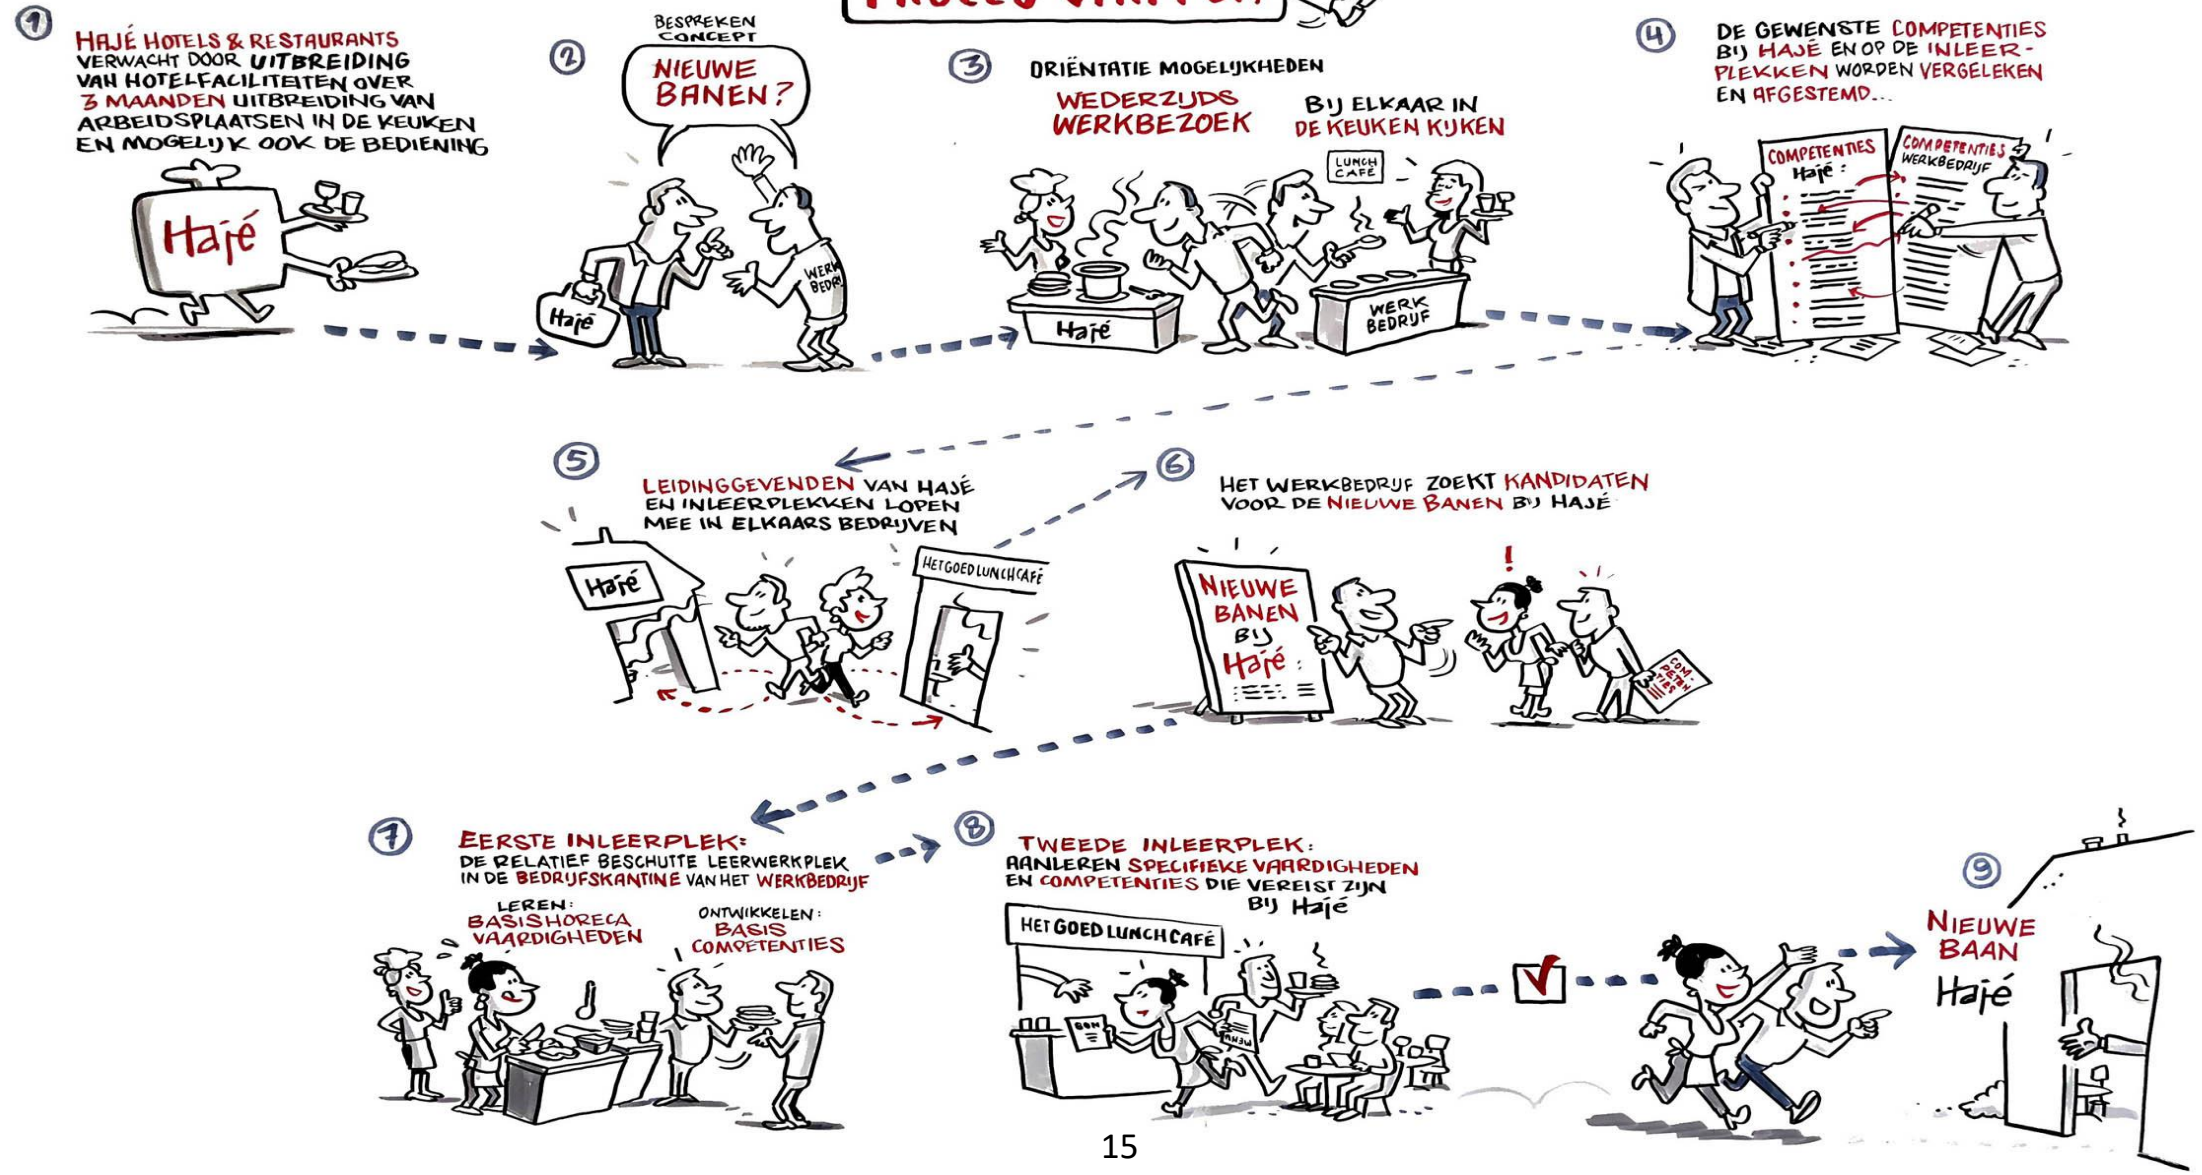 1
HAJÉ HOTELS & RESTAURANTS
VERWACHT DOOR UITBREIDING
VAN HOTELFACILITEITEN OVER
3 MAANDEN UITBREIDING VAN
ARBEIDSPLAATSEN IN DE KEUKEN
EN MOGELIJK OOK DE BEDIENING
Hajé
2
BESPREKEN
CONCEPT
NIEUWE
BANEN?
Hajé
WERK
BEDR
3
ORIËNTATIE MOGELIJKHEDEN
WEDERZIJDS
WERKBEZOEK
BIJ ELKAAR IN
DE KEUKEN KIJKEN
LUNCH
CAFÉ
Hajé
WERK
BEDRIJF
4
DE GEWENSTE COMPETENTIES
BIJ HAJÉ EN OP DE INLEER-
PLEKKEN WORDEN VERGELEKEN
EN AFGESTEMD...
COMPETENTIES
Hajé:
COMPETENTIES
WERKBEDRIJF
5
LEIDINGGEVENDEN VAN HAJÉ
EN INLEERPLEKKEN LOPEN
MEE IN ELKAARS BEDRIJVEN
Hajé
HET GOED LUNCHCAFÉ
6
HET WERKBEDRIJF ZOEKT KANDIDATEN
VOOR DE NIEUWE BANEN BIJ HAJÉ
NIEUWE
BANEN
BIJ
Hajé:
!
COM-
PETEN
TIES
7
EERSTE INLEERPLEK:
DE RELATIEF BESCHUTTE LEERWERKPLEK
IN DE BEDRIJFSKANTINE VAN HET WERKBEDRIJF
LEREN:
BASISHORECA
VAARDIGHEDEN
ONTWIKKELEN:
BASIS
COMPETENTIES
8
TWEEDE INLEERPLEK:
AANLEREN SPECIFIEKE VAARDIGHEDEN
EN COMPETENTIES DIE VEREIST ZIJN
BIJ Hajé
HET GOED LUNCHCAFÉ
BON
MENU
9
NIEUWE
BAAN
Hajé
15